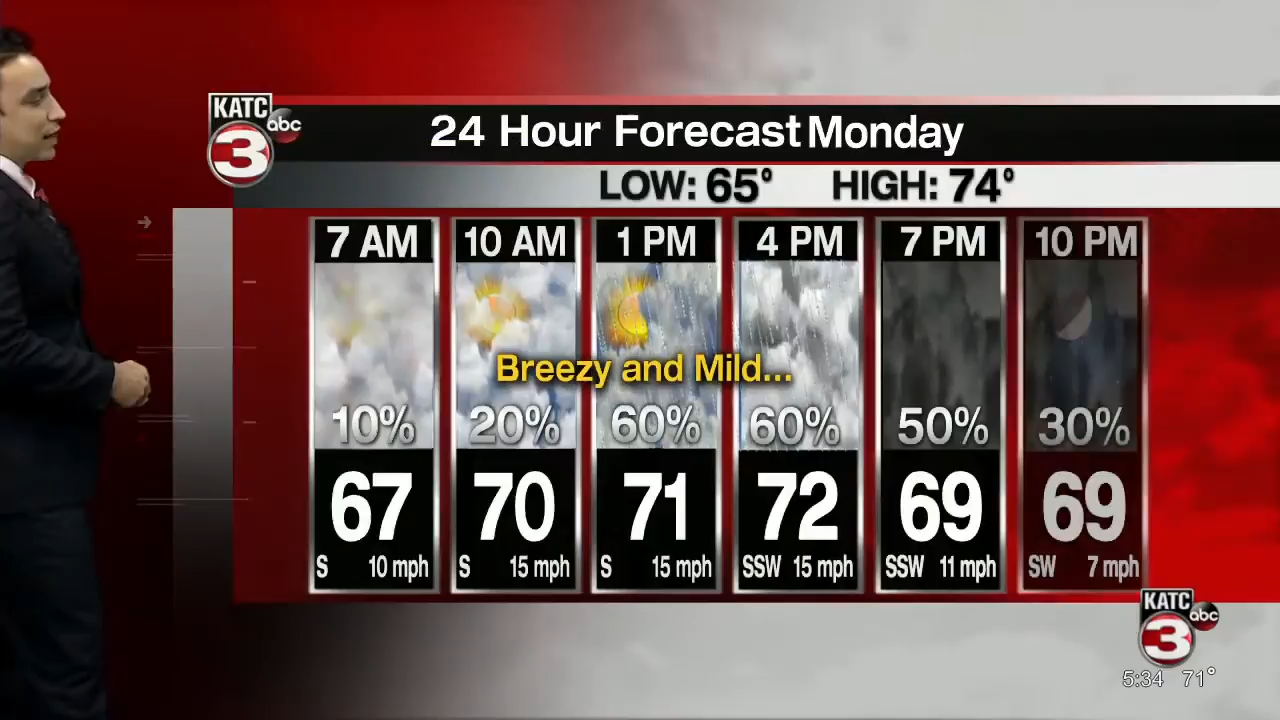 KATC
abc
3
24 Hour Forecast Monday
LOW: 65° HIGH: 74°
7 AM 10 AM 1 PM 4 PM 7 PM 10 PM
Breezy and Mild...
10% 20% 60% 60% 50% 30%
67 70 71 72 69 69
S 10 mph S 15 mph S 15 mph SSW 15 mph SSW 11 mph SW 7 mph
KATC
abc
3
5:34 71°